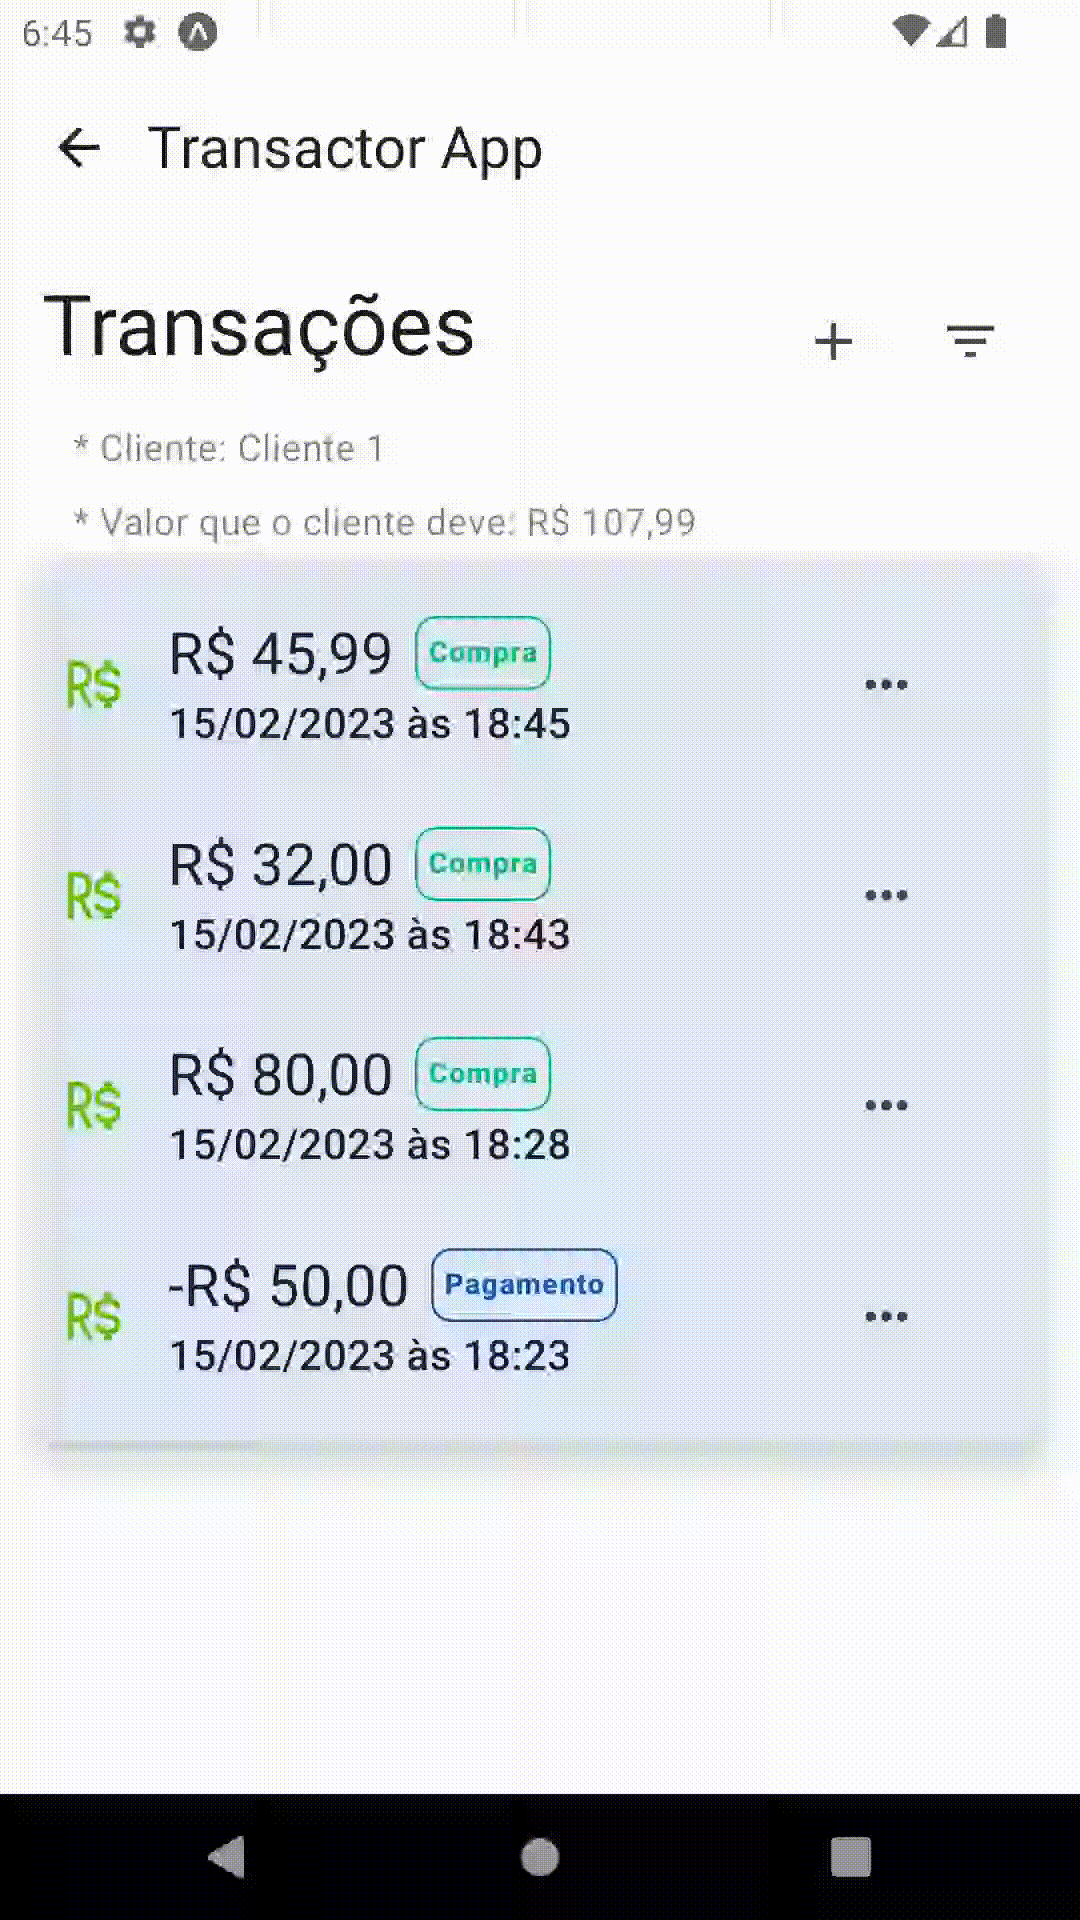 6:45
Transactor App
Transações
* Cliente: Cliente 1
* Valor que o cliente deve: R$ 107,99
R$ R$ 45,99 Compra
15/02/2023 às 18:45
R$ R$ 32,00 Compra
15/02/2023 às 18:43
R$ R$ 80,00 Compra
15/02/2023 às 18:28
R$ -R$ 50,00 Pagamento
15/02/2023 às 18:23